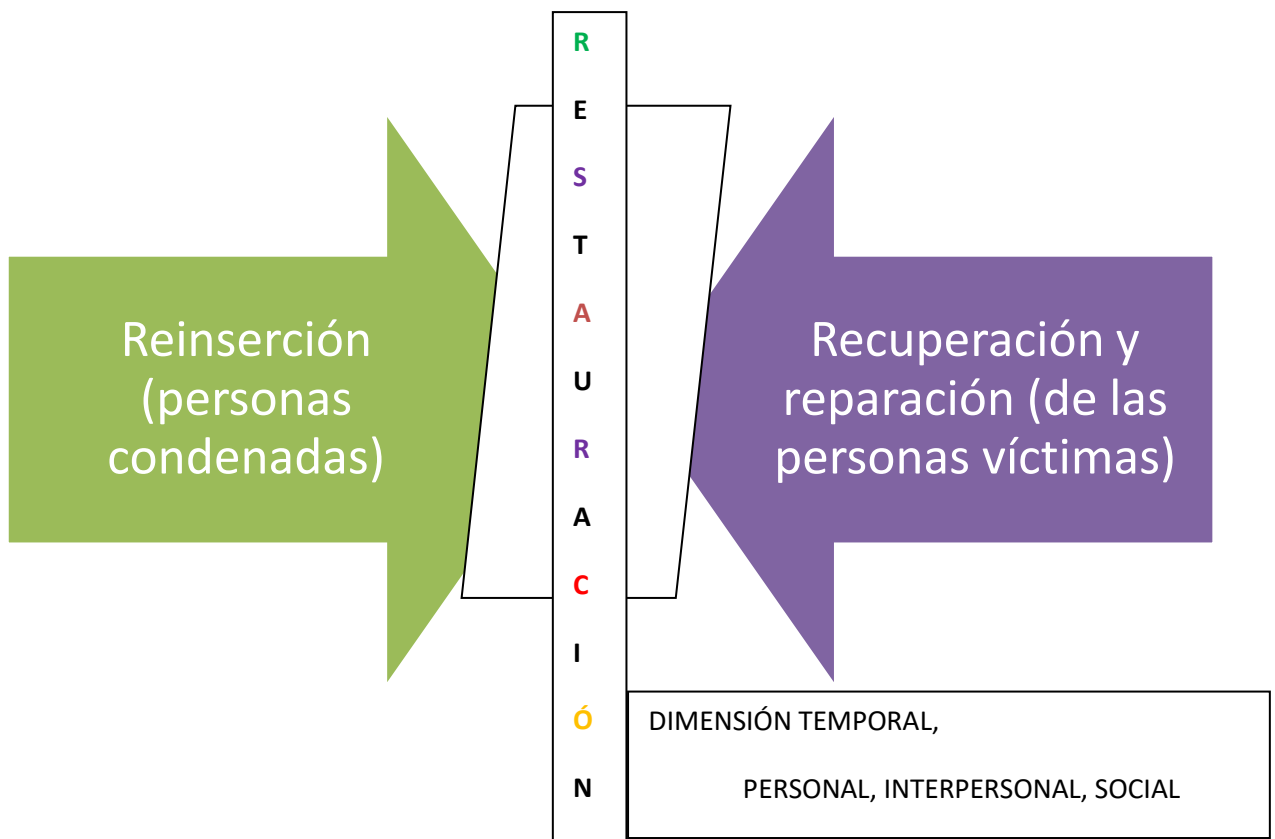 R
E
S
T
A
U
R
A
C
I
Ó
N
Reinserción
(personas
condenadas)
Recuperación y
reparación (de las
personas víctimas)
DIMENSIÓN TEMPORAL,
PERSONAL, INTERPERSONAL, SOCIAL